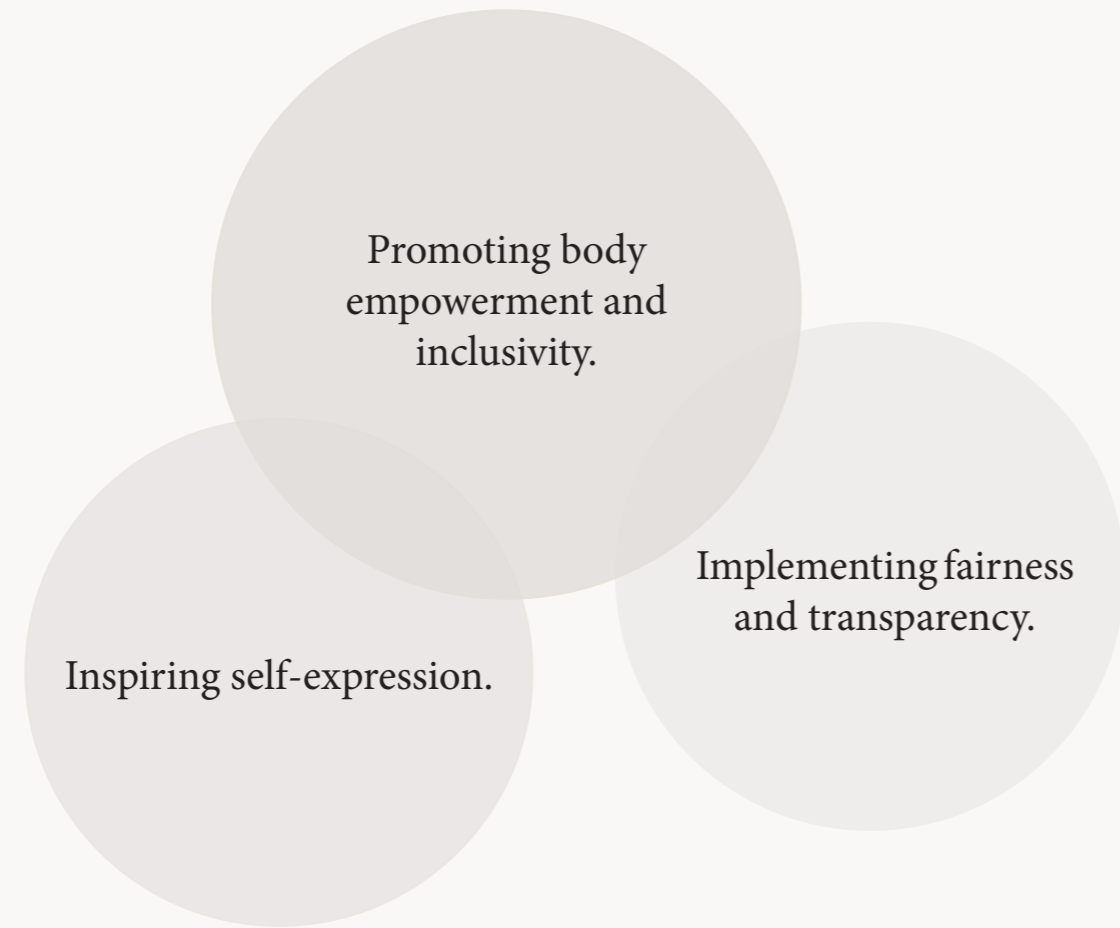 Promoting body
empowerment and
inclusivity.
Implementing fairness
and transparency.
Inspiring self-expression.